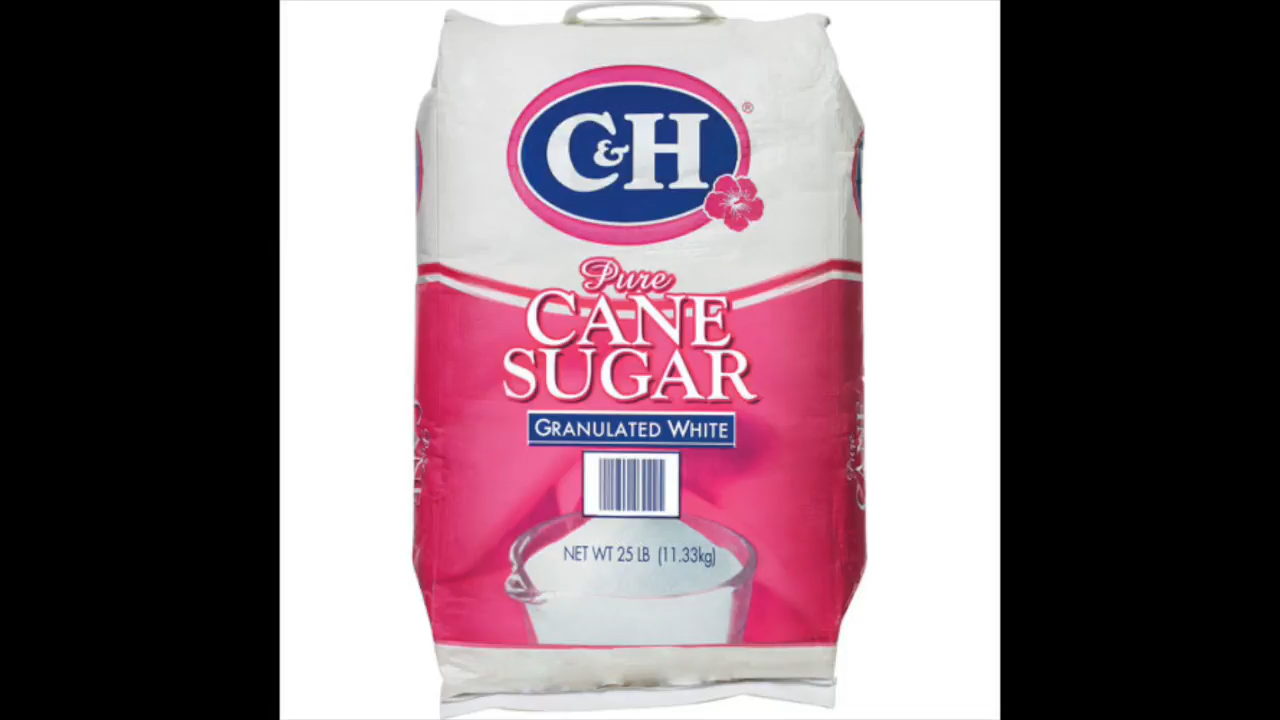 C&H®
Pure
CANE
SUGAR
GRANULATED WHITE
NET WT 25 LB (11.33kg)